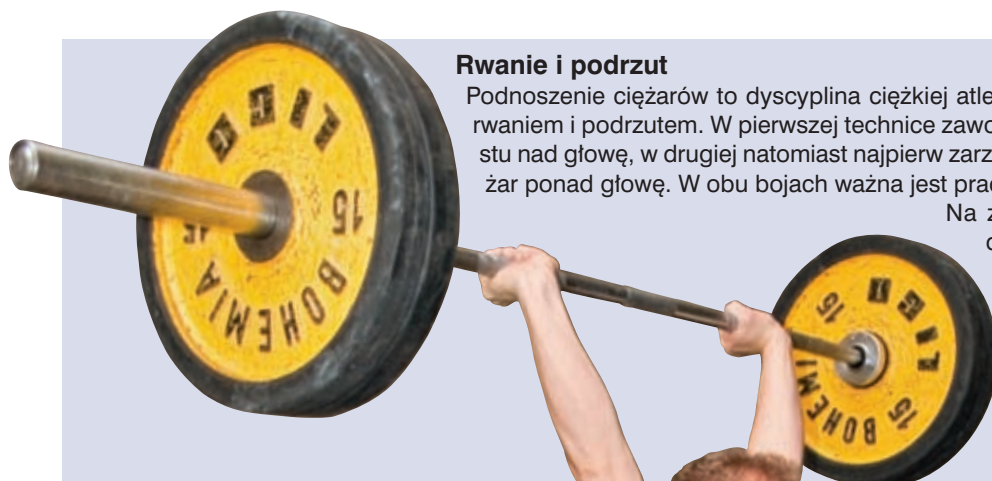 Rwanie i podrzut
Podnoszenie ciężarów to dyscyplina ciężkiej atle
rwaniem i podrzutem. W pierwszej technice zawo
stu nad głowę, w drugiej natomiast najpierw zarz
żar ponad głowę. W obu bojach ważna jest prac
Na z
15
15
BOHEMIA
15
15
BOHEMIA